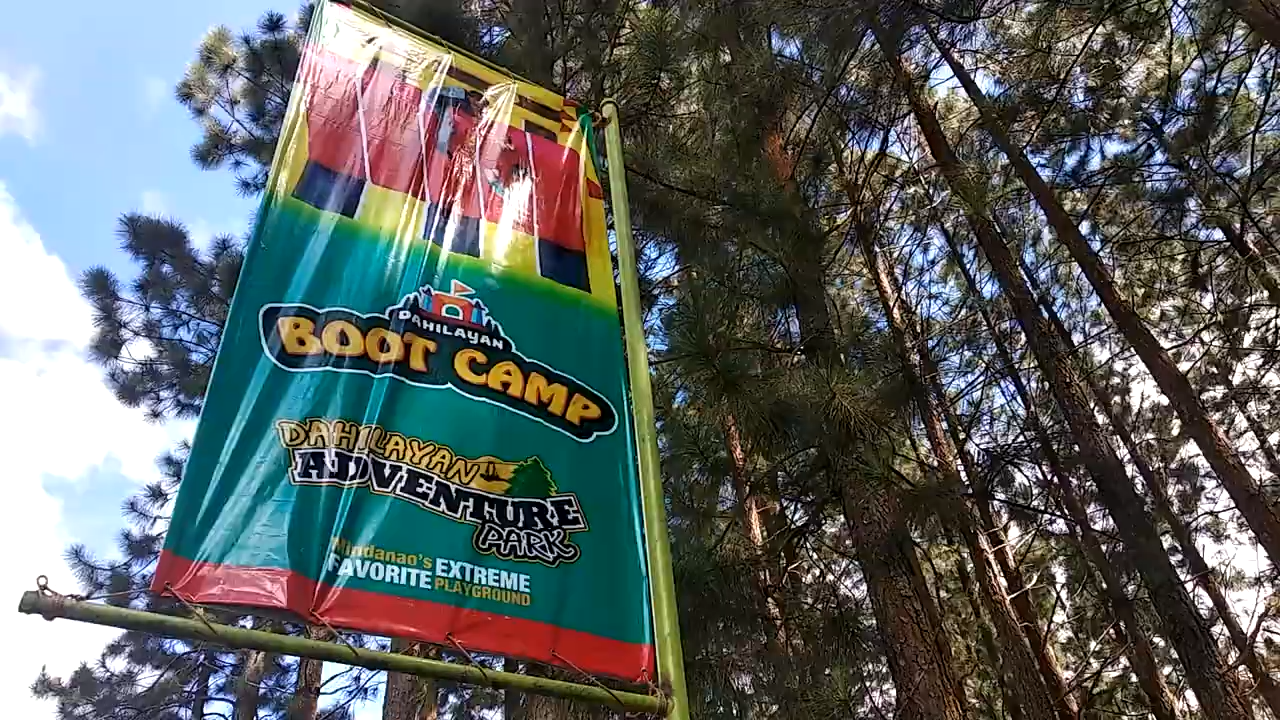 DAHILAYAN
BOOT CAMP
DAHILAYAN
ADVENTURE
PARK
Mindanao's
FAVORITE EXTREME
PLAYGROUND